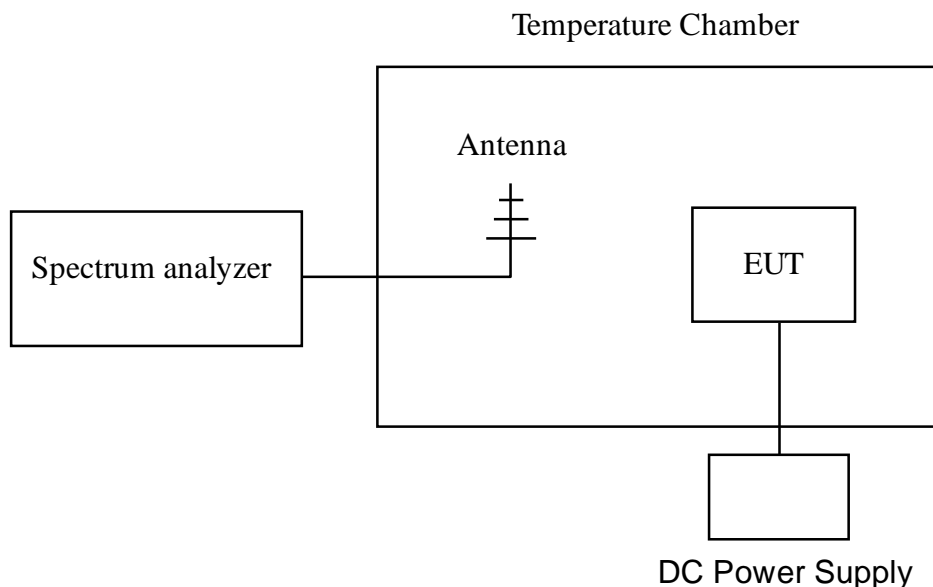 Temperature Chamber
Antenna
Spectrum analyzer
EUT
DC Power Supply